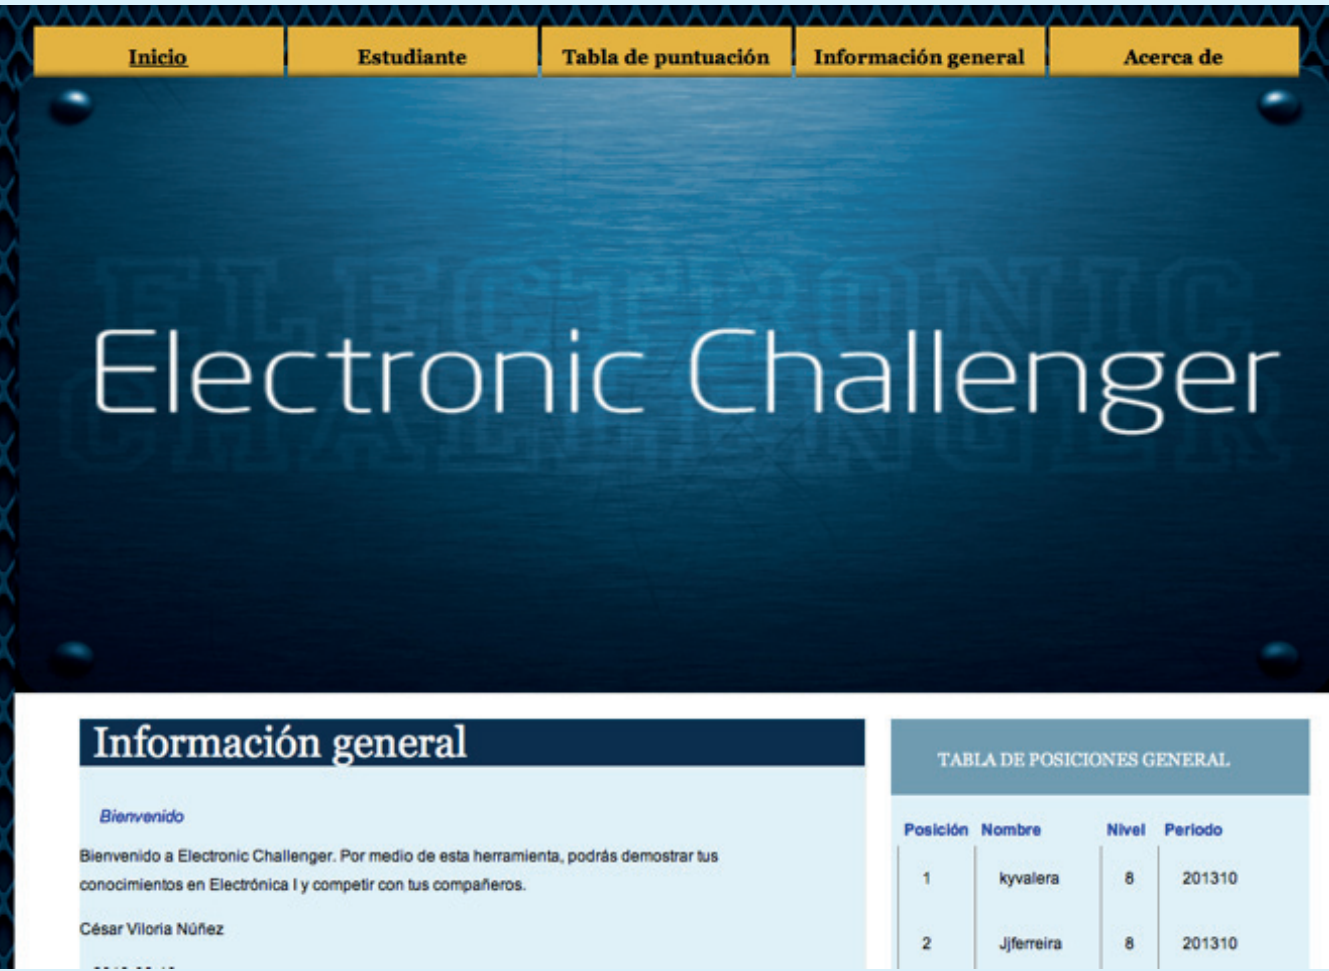 Inicio Estudiante Tabla de puntuación Información general Acerca de
ELECTRONIC
CHALLENGER
Electronic Challenger
Información general
Bienvenido
Bienvenido a Electronic Challenger. Por medio de esta herramienta, podrás demostrar tus
conocimientos en Electrónica I y competir con tus compañeros.
César Viloria Núñez
TABLA DE POSICIONES GENERAL
Posición Nombre Nivel Periodo
1 kyvalera 8 201310
2 Jjferreira 8 201310